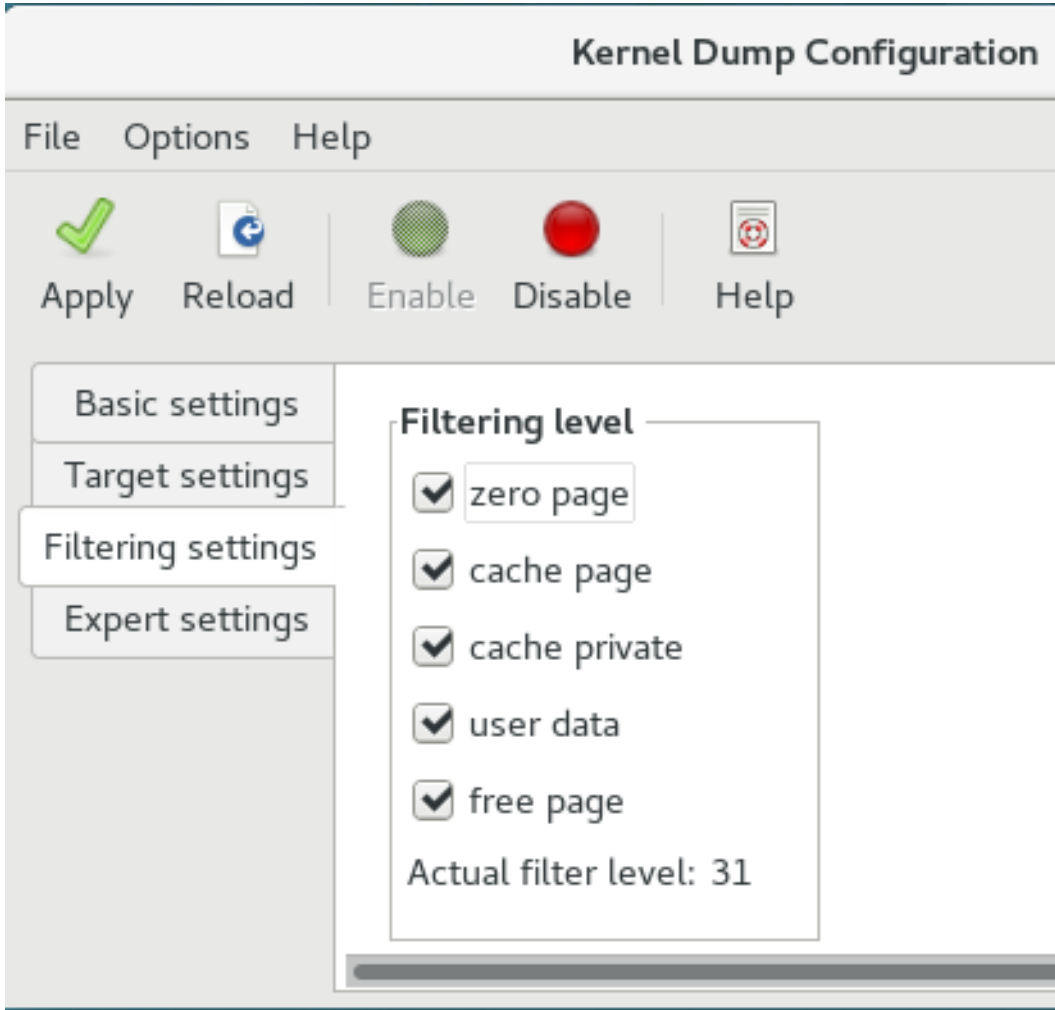 Kernel Dump Configuration
File Options Help
Apply Reload Enable Disable Help
Basic settings
Target settings
Filtering settings
Expert settings
Filtering level
zero page
cache page
cache private
user data
free page
Actual filter level: 31